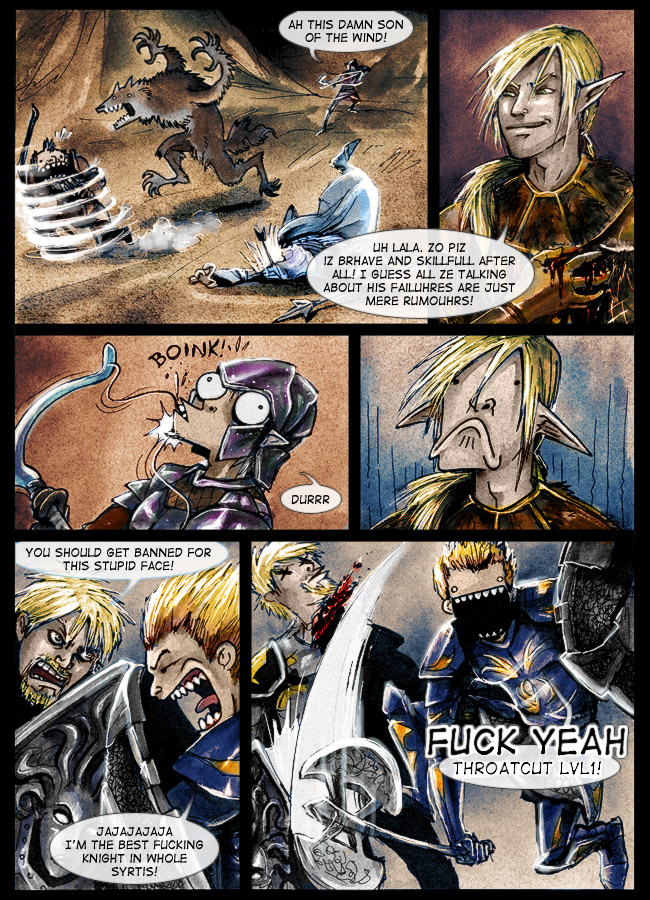 AH THIS DAMN SON
OF THE WIND!
UH LALA. ZO PIZ
IZ BRHAVE AND SKILLFULL AFTER
ALL! I GUESS ALL ZE TALKING
ABOUT HIS FAILUHRES ARE JUST
MERE RUMOUHRS!
BOINK!
DURRR
YOU SHOULD GET BANNED FOR
THIS STUPID FACE!
JAJAJAJAJA
I'M THE BEST FUCKING
KNIGHT IN WHOLE
SYRTIS!
FUCK YEAH
THROATCUT LVL1!